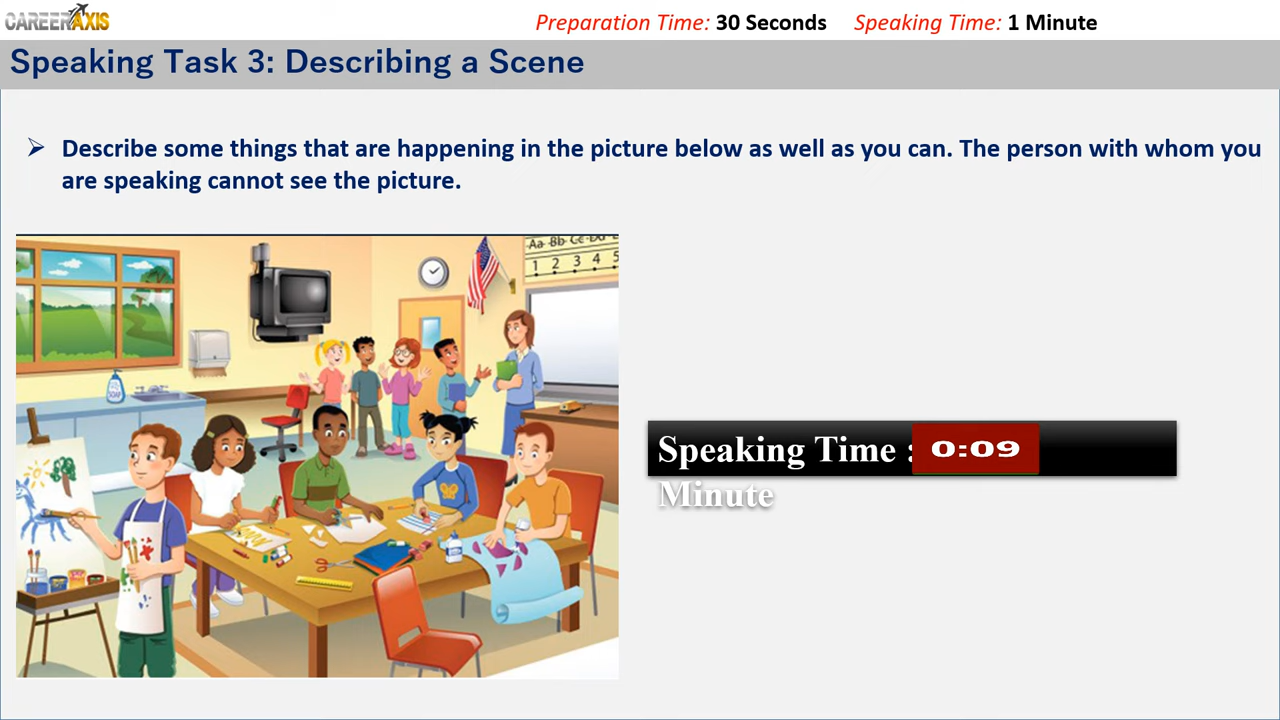 CAREERAXIS
Preparation Time: 30 Seconds Speaking Time: 1 Minute
Speaking Task 3: Describing a Scene
Describe some things that are happening in the picture below as well as you can. The person with whom you
are speaking cannot see the picture.
Aa Bb Cc Dd E
1 2 3 4 5
SOAP
Speaking Time : 0:09
Minute